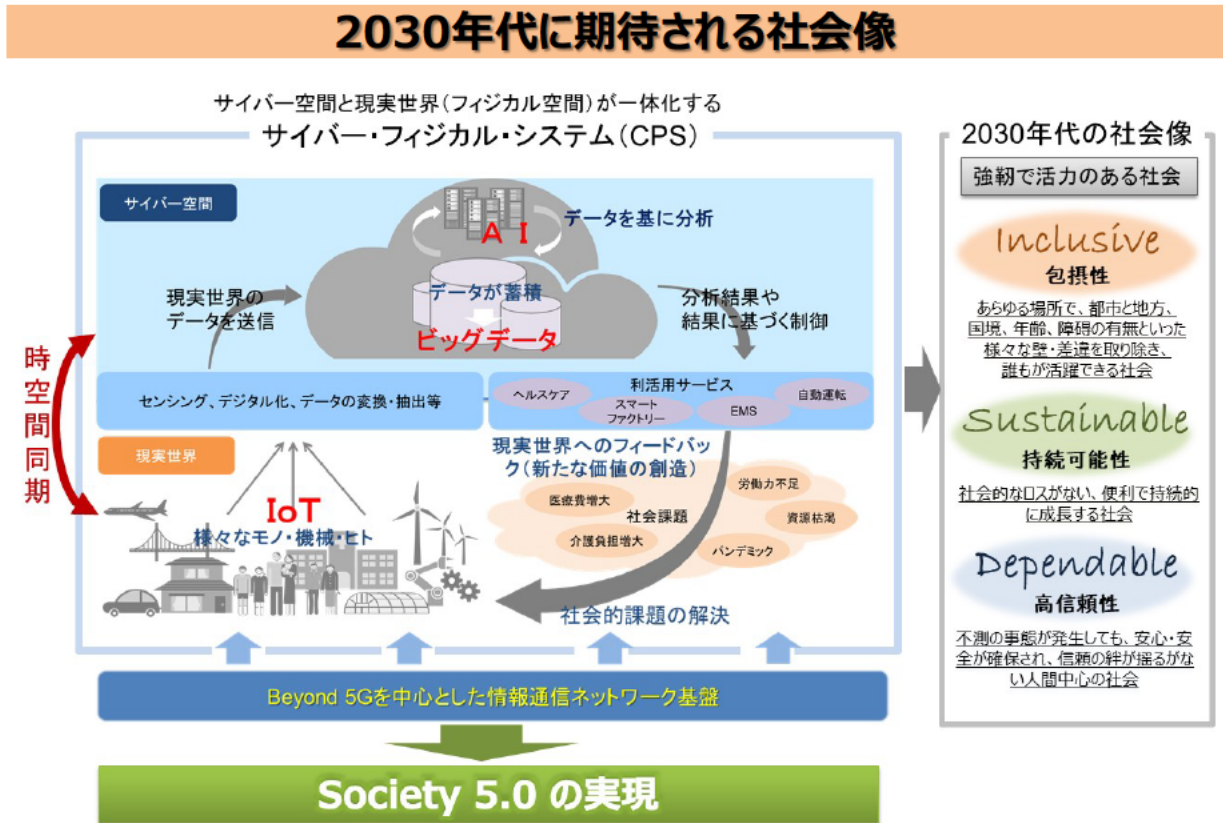 2030年代に期待される社会像
サイバー空間と現実世界(フィジカル空間)が一体化する
サイバー・フィジカル・システム(CPS)
サイバー空間
AI
データを基に分析
データが蓄積
ビッグデータ
現実世界の
データを送信
分析結果や
結果に基づく制御
時空間同期
センシング、デジタル化、データの変換・抽出等
利活用サービス
ヘルスケア
スマート
ファクトリー
EMS
自動運転
現実世界
IoT
様々なモノ・機械・ヒト
現実世界へのフィードバッ
ク(新たな価値の創造)
医療費増大
労働力不足
社会課題
資源枯渇
介護負担増大
パンデミック
社会的課題の解決
Beyond 5Gを中心とした情報通信ネットワーク基盤
Society 5.0 の実現
2030年代の社会像
強靭で活力のある社会
Inclusive
包摂性
あらゆる場所で、都市と地方、
国境、年齢、障碍の有無といった
様々な壁・差違を取り除き、
誰もが活躍できる社会
Sustainable
持続可能性
社会的なロスがない、便利で持続的
に成長する社会
Dependable
高信頼性
不測の事態が発生しても、安心・安
全が確保され、信頼の絆が揺るがな
い人間中心の社会